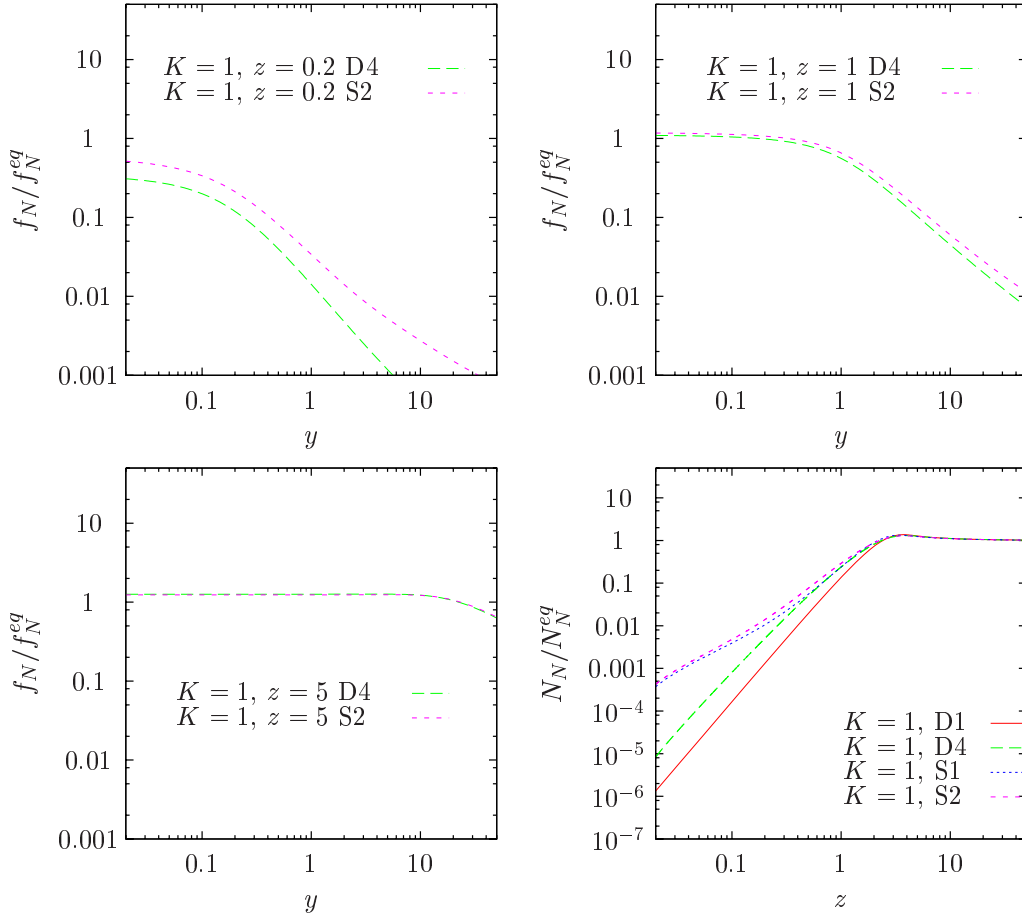 f_N/f_N^{eq}
10
1
0.1
0.01
0.001
K = 1, z = 0.2 D4
K = 1, z = 0.2 S2
0.1 1 10
y
f_N/f_N^{eq}
10
1
0.1
0.01
0.001
K = 1, z = 1 D4
K = 1, z = 1 S2
0.1 1 10
y
f_N/f_N^{eq}
10
1
0.1
0.01
0.001
K = 1, z = 5 D4
K = 1, z = 5 S2
0.1 1 10
y
N_N/N_N^{eq}
10
1
0.1
0.01
0.001
10^{-4}
10^{-5}
10^{-6}
10^{-7}
K = 1, D1
K = 1, D4
K = 1, S1
K = 1, S2
0.1 1 10
z